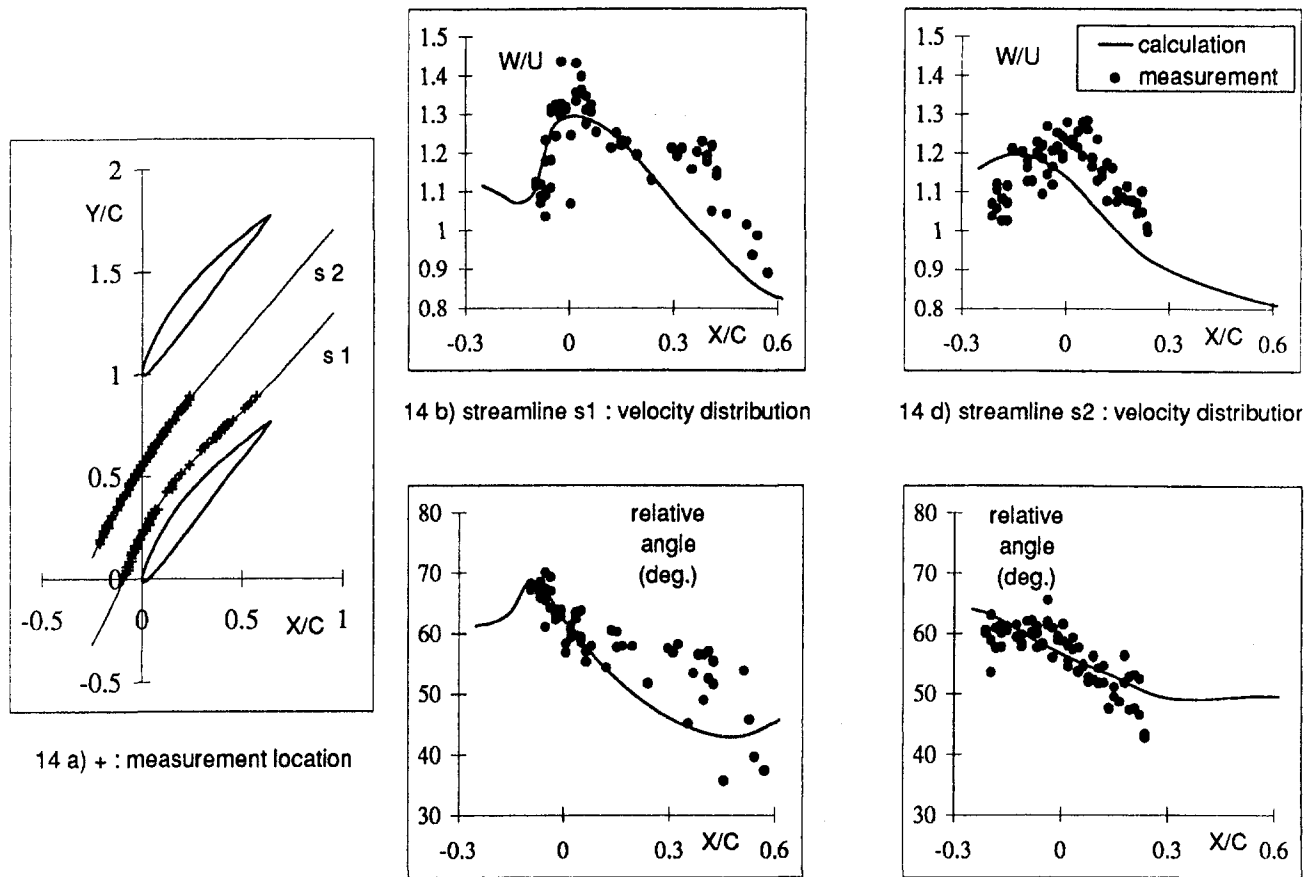 2
Y/C
1.5
s 2
s 1
1
0.5
0
-0.5
0
0.5
X/C
1
-0.5
14 a) + : measurement location
1.5
W/U
1.4
1.3
1.2
1.1
1
0.9
0.8
X/C
-0.3
0
0.3
0.6
14 b) streamline s1 : velocity distribution
1.5
W/U
calculation
measurement
1.4
1.3
1.2
1.1
1
0.9
0.8
X/C
-0.3
0
0.3
0.6
14 d) streamline s2 : velocity distribution
80
relative
angle
(deg.)
70
60
50
40
30
-0.3
0
0.3
X/C
0.6
80
relative
angle
(deg.)
70
60
50
40
30
-0.3
0
0.3
X/C
0.6